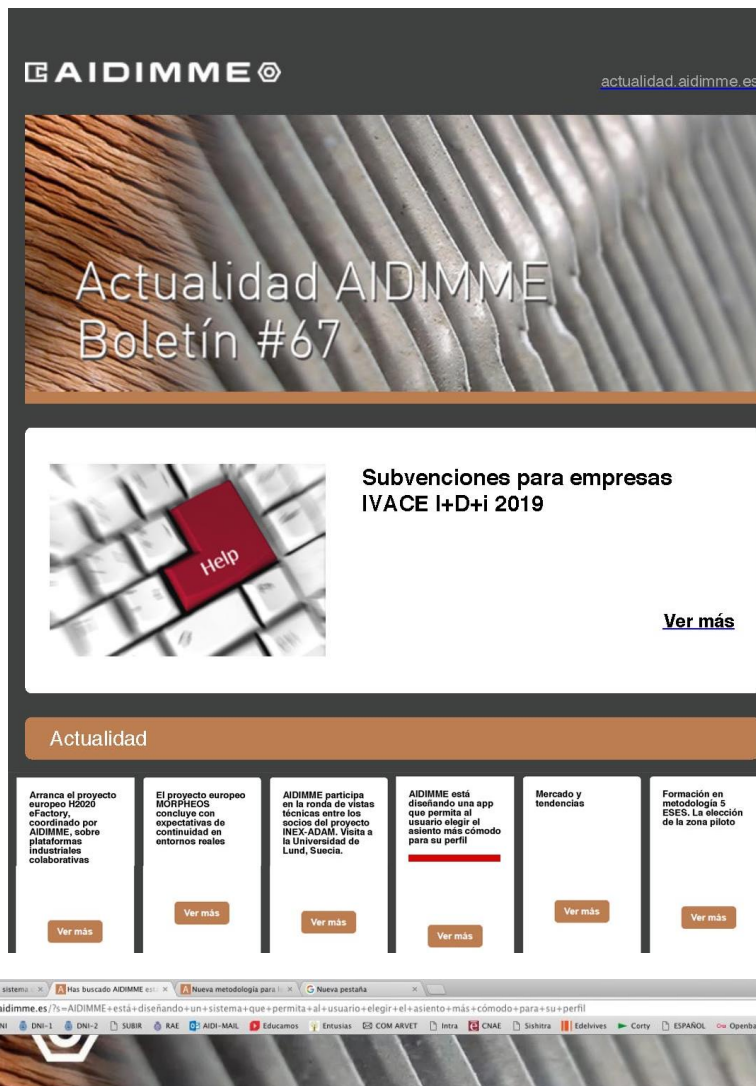 AIDIMME
actualidad.aidimme.es
Actualidad AIDIMME
Boletín #67
Help
Subvenciones para empresas
IVACE I+D+i 2019
Ver más
Actualidad
Arranca el proyecto
europeo H2020
eFactory,
coordinado por
AIDIMME, sobre
plataformas
industriales
colaborativas
Ver más
El proyecto europeo
MORPHEOS
concluye con
expectativas de
continuidad en
entornos reales
Ver más
AIDIMME participa
en la ronda de vistas
técnicas entre los
socios del proyecto
INEX-ADAM. Visita a
la Universidad de
Lund, Suecia.
Ver más
AIDIMME está
diseñando una app
que permita al
usuario elegir el
asiento más cómodo
para su perfil
Ver más
Mercado y
tendencias
Ver más
Formación en
metodología 5
ESES. La elección
de la zona piloto
Ver más
sistema Has buscado AIDIMME est Nueva metodología para Nueva pestaña
aidimme.es/?s=AIDIMME+está+diseñando+un+sistema+que+permita+al+usuario+elegir+el+asiento+más+cómodo+para+su+perfil
DNI-1 DNI-2 SUBIR RAE AIDI-MAIL Educamos Entusias COM ARVET Intra CNAE Sishitra Edelvives Corty ESPAÑOL Openba